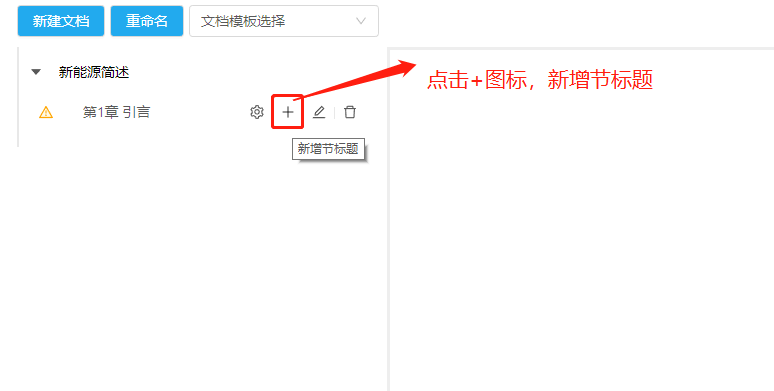 新建文档 重命名 文档模板选择
新能源简述
点击+图标，新增节标题
第1章 引言
新增节标题